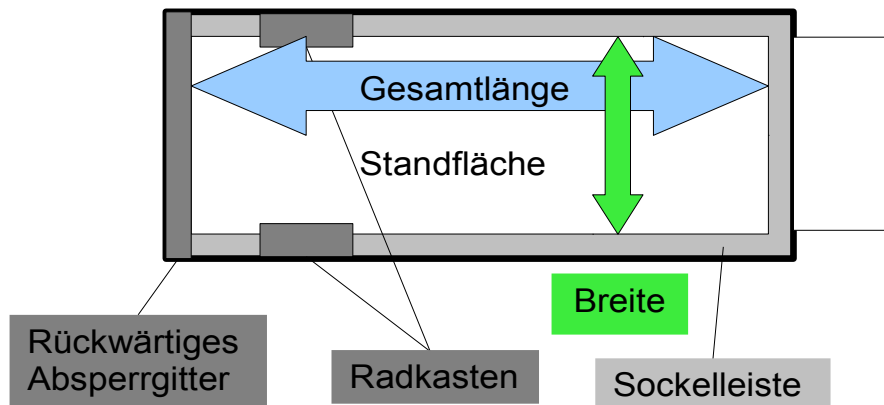 Gesamtlänge
Standfläche
Breite
Rückwärtiges
Absperrgitter
Radkasten
Sockelleiste